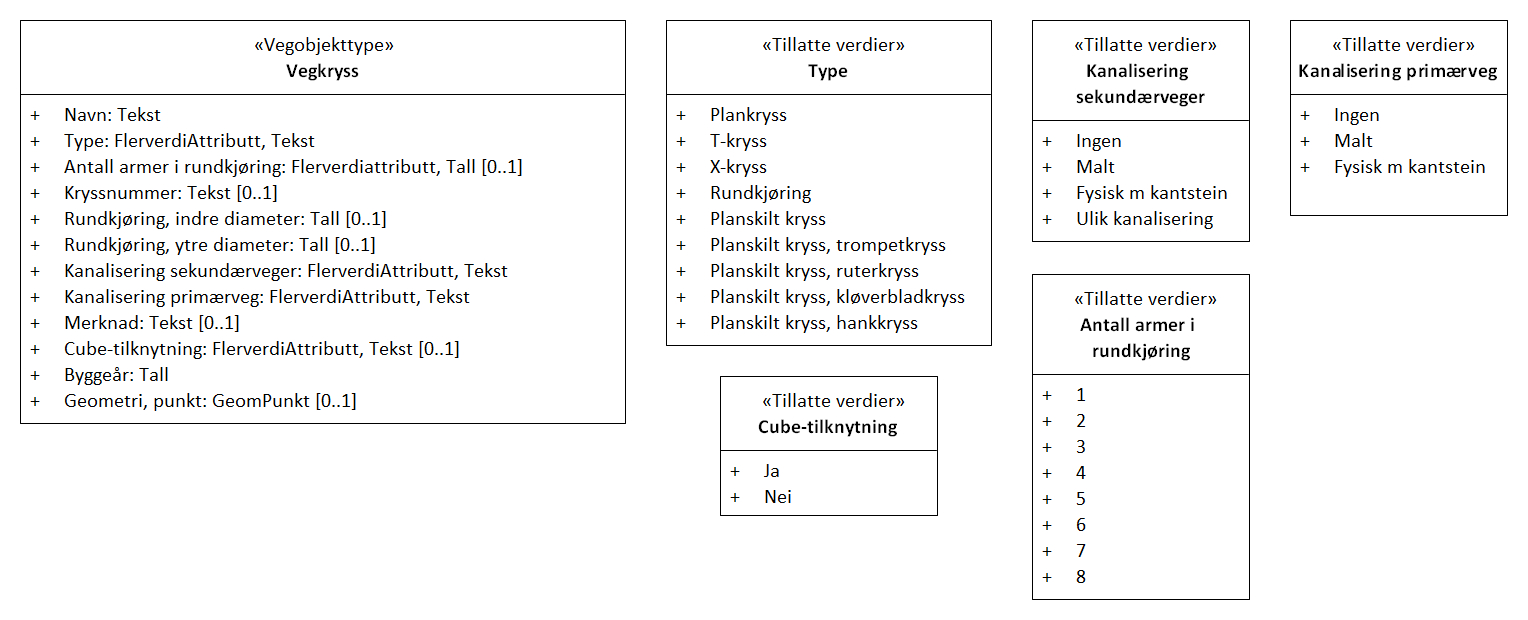 «Vegobjekttype»
Vegkryss
+ Navn: Tekst
+ Type: FlerverdiAttributt, Tekst
+ Antall armer i rundkjøring: Flerverdiattributt, Tall [0..1]
+ Kryssnummer: Tekst [0..1]
+ Rundkjøring, indre diameter: Tall [0..1]
+ Rundkjøring, ytre diameter: Tall [0..1]
+ Kanalisering sekundærveger: FlerverdiAttributt, Tekst
+ Kanalisering primærveg: FlerverdiAttributt, Tekst
+ Merknad: Tekst [0..1]
+ Cube-tilknytning: FlerverdiAttributt, Tekst [0..1]
+ Byggeår: Tall
+ Geometri, punkt: GeomPunkt [0..1]
«Tillatte verdier»
Type
+ Plankryss
+ T-kryss
+ X-kryss
+ Rundkjøring
+ Planskilt kryss
+ Planskilt kryss, trompetkryss
+ Planskilt kryss, ruterkryss
+ Planskilt kryss, kløverbladkryss
+ Planskilt kryss, hankkryss
«Tillatte verdier»
Cube-tilknytning
+ Ja
+ Nei
«Tillatte verdier»
Kanalisering
sekundærveger
+ Ingen
+ Malt
+ Fysisk m kantstein
+ Ulik kanalisering
«Tillatte verdier»
Antall armer i
rundkjøring
+ 1
+ 2
+ 3
+ 4
+ 5
+ 6
+ 7
+ 8
«Tillatte verdier»
Kanalisering primærveg
+ Ingen
+ Malt
+ Fysisk m kantstein